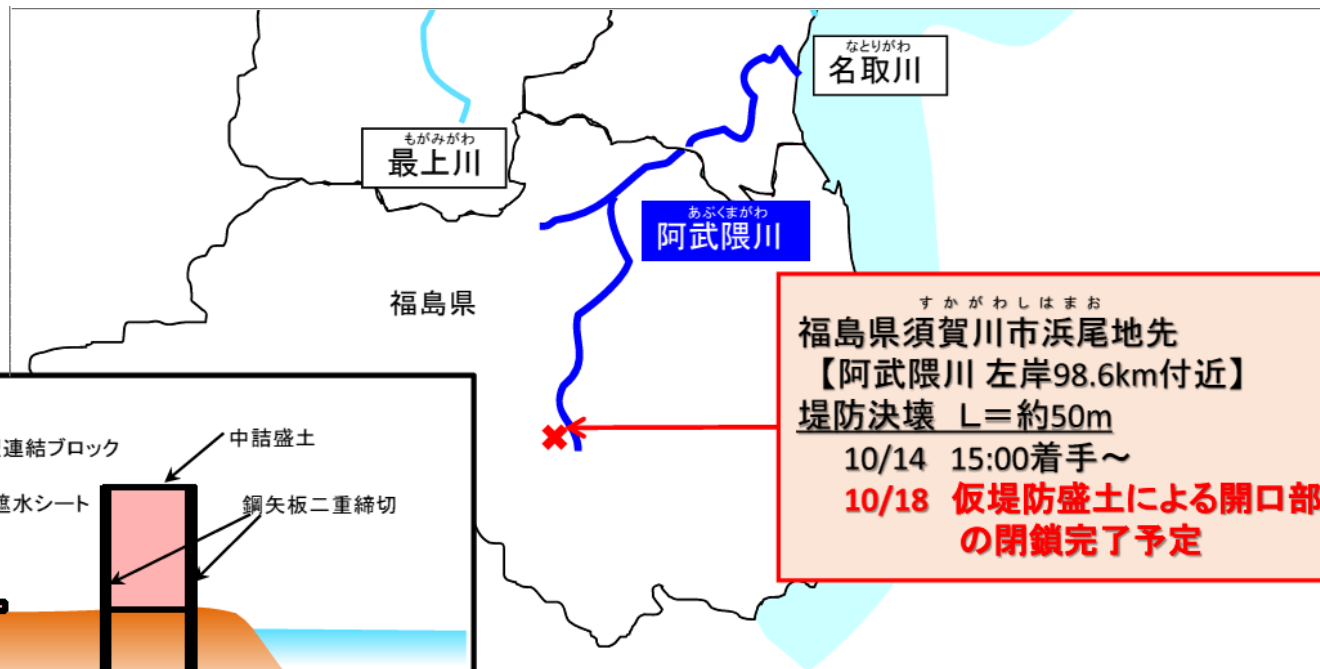 なとりがわ
名取川
もがみがわ
最上川
あぶくまがわ
阿武隈川
福島県
すかがわしはまお
福島県須賀川市浜尾地先
【阿武隈川 左岸98.6km付近】
堤防決壊 L=約50m
10/14 15:00着手~
10/18 仮堤防盛土による開口部
の閉鎖完了予定
連結ブロック
中詰盛土
遮水シート
鋼矢板二重締切